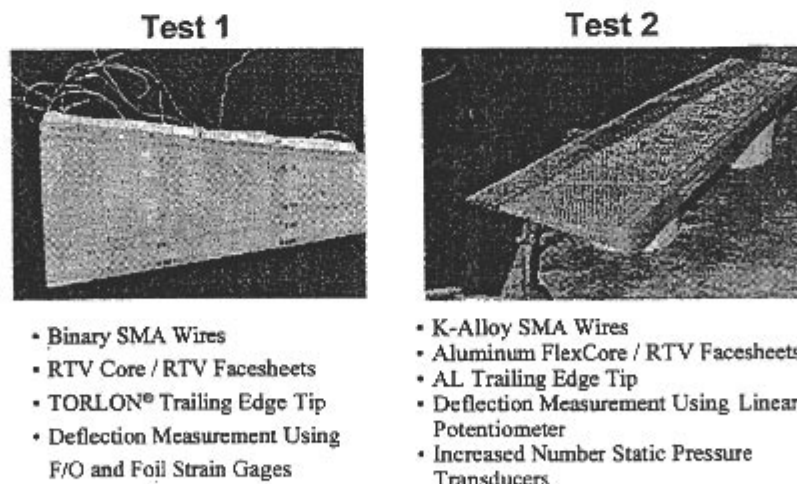 Test 1
• Binary SMA Wires
• RTV Core / RTV Facesheets
• TORLON® Trailing Edge Tip
• Deflection Measurement Using
F/O and Foil Strain Gages
Test 2
• K-Alloy SMA Wires
• Aluminum FlexCore / RTV Facesheets
• AL Trailing Edge Tip
• Deflection Measurement Using Linear
Potentiometer
• Increased Number Static Pressure
Transducers